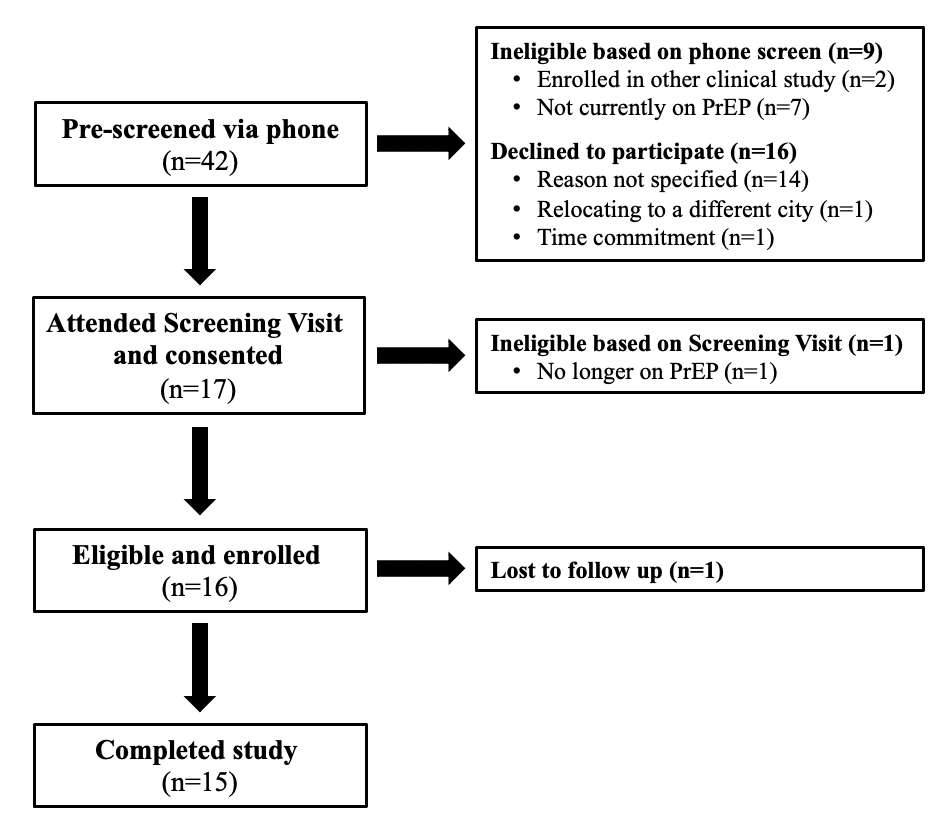 Pre-screened via phone
(n=42)
Ineligible based on phone screen (n=9)
• Enrolled in other clinical study (n=2)
• Not currently on PrEP (n=7)
Declined to participate (n=16)
• Reason not specified (n=14)
• Relocating to a different city (n=1)
• Time commitment (n=1)
Attended Screening Visit
and consented
(n=17)
Ineligible based on Screening Visit (n=1)
• No longer on PrEP (n=1)
Eligible and enrolled
(n=16)
Lost to follow up (n=1)
Completed study
(n=15)